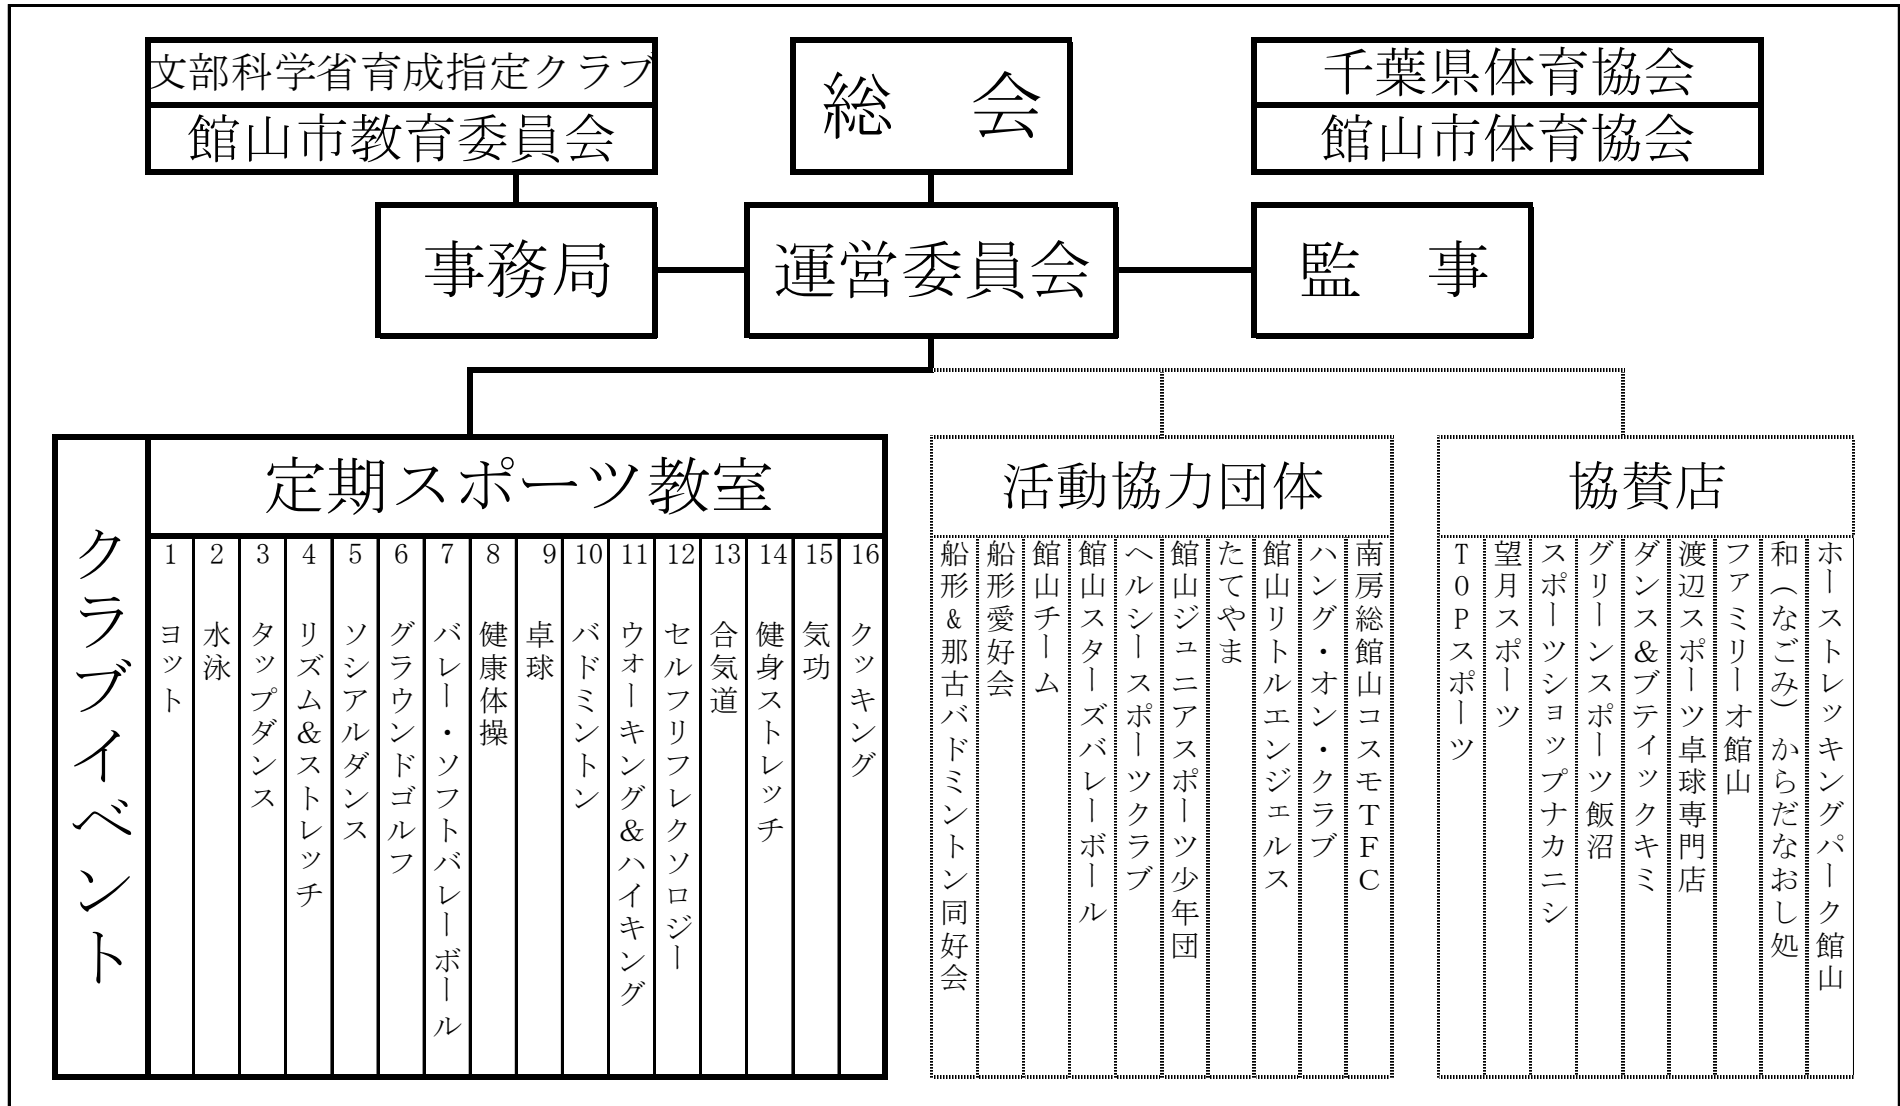 文部科学省育成指定クラブ
館山市教育委員会
総　会
千葉県体育協会
館山市体育協会
事務局
運営委員会
監　事
クラブイベント
定期スポーツ教室
1 ヨット
2 水泳
3 タップダンス
4 リズム&ストレッチ
5 ソシアルダンス
6 グラウンドゴルフ
7 バレー・ソフトバレーボール
8 健康体操
9 卓球
10 バドミントン
11 ウオーキング&ハイキング
12 セルフリフレクソロジー
13 合気道
14 健身ストレッチ
15 気功
16 クッキング
活動協力団体
船形&那古バドミントン同好会
船形愛好会
館山チーム
館山スターズバレーボール
ヘルシースポーツクラブ
館山ジュニアスポーツ少年団
たてやま
館山リトルエンジェルス
ハング・オン・クラブ
南房総館山コスモTFC
協賛店
TOPスポーツ
望月スポーツ
スポーツショップナカニシ
グリーンスポーツ飯沼
ダンス&ブティックキミ
渡辺スポーツ卓球専門店
ファミリーオ館山
和（なごみ）からだなおし処
ホーストレッキングパーク館山